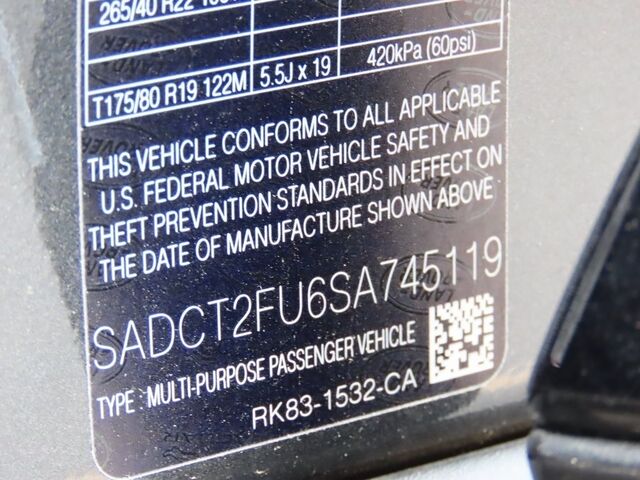 265/40 R22
T175/80 R19 122M 5.5J x 19 420kPa (60psi)
THIS VEHICLE CONFORMS TO ALL APPLICABLE
U.S. FEDERAL MOTOR VEHICLE SAFETY AND
THEFT PREVENTION STANDARDS IN EFFECT ON
THE DATE OF MANUFACTURE SHOWN ABOVE
SADCT2FU6SA745119
TYPE : MULTI-PURPOSE PASSENGER VEHICLE
RK83-1532-CA